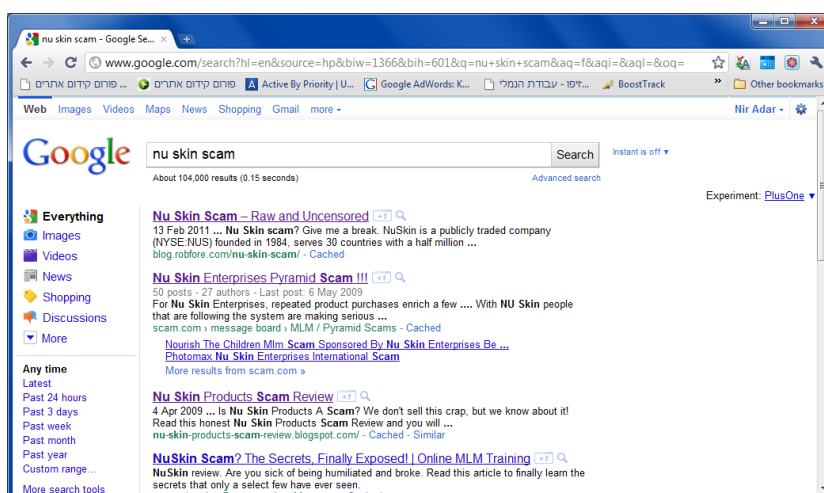 nu skin scam - Google Se...
www.google.com/search?hl=en&source=hp&biw=1366&bih=601&q=nu+skin+scam&aq=f&aqi=&aql=&oq=
פורום קידום אתרים ... פורום קידום אתרים Active By Priority | U... Google AdWords: K... זיפו - עבודת הנמלי... BoostTrack » Other bookmarks
Web Images Videos Maps News Shopping Gmail more Nir Adar
Google nu skin scam Search Instant is off
About 104,000 results (0.15 seconds) Advanced search
Experiment: PlusOne
Everything
Images
Videos
News
Shopping
Discussions
More
Any time
Latest
Past 24 hours
Past 3 days
Past week
Past month
Past year
Custom range...
More search tools
Nu Skin Scam – Raw and Uncensored +1
13 Feb 2011 ... Nu Skin scam? Give me a break. NuSkin is a publicly traded company
(NYSE:NUS) founded in 1984, serves 30 countries with a half million ...
blog.robfore.com/nu-skin-scam/ - Cached
Nu Skin Enterprises Pyramid Scam !!! +1
50 posts - 27 authors - Last post: 6 May 2009
For Nu Skin Enterprises, repeated product purchases enrich a few .... With NU Skin people
that are following the system are making serious ...
scam.com › message board › MLM / Pyramid Scams - Cached
Nourish The Children Mlm Scam Sponsored By Nu Skin Enterprises Be ...
Photomax Nu Skin Enterprises International Scam
More results from scam.com »
Nu Skin Products Scam Review +1
4 Apr 2009 ... Is Nu Skin Products A Scam? We don't sell this crap, but we know about it!
Read this honest Nu Skin Products Scam Review and you will ...
nu-skin-products-scam-review.blogspot.com/ - Cached - Similar
NuSkin Scam? The Secrets, Finally Exposed! | Online MLM Training +1
NuSkin review. Are you sick of being humiliated and broke. Read this article to finally learn the
secrets that only a select few have ever seen.